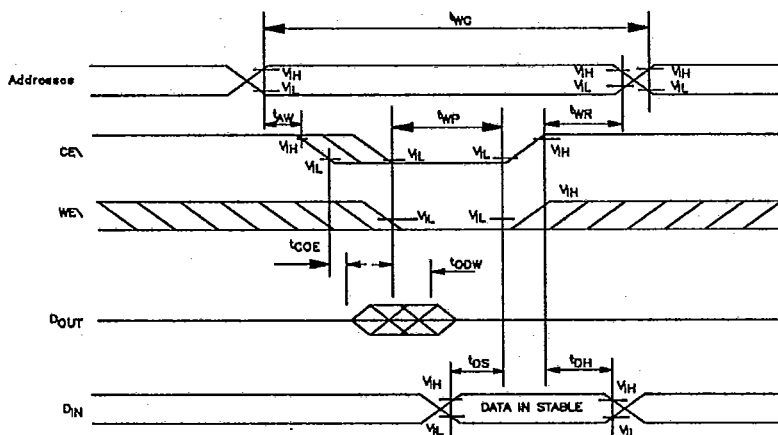 tWC
Addresses
VIH
VIL
VIH
VIL
VIH
VIL
tAW
tWP
tWR
CE\
VIH
VIL
VIL
VIL
VIH
WE\
VIL
VIL
VIH
tCOE
tODW
DOUT
tDS
tDH
DIN
VIH
VIL
DATA IN STABLE
VIH
VIL